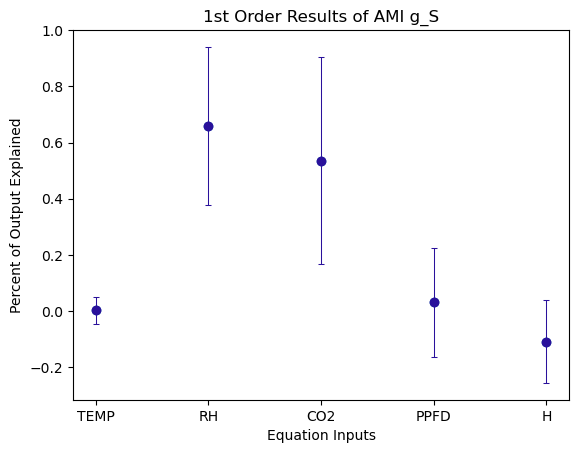 1st Order Results of AMI g_S
Percent of Output Explained
1.0
0.8
0.6
0.4
0.2
0.0
−0.2
TEMP RH CO2 PPFD H
Equation Inputs